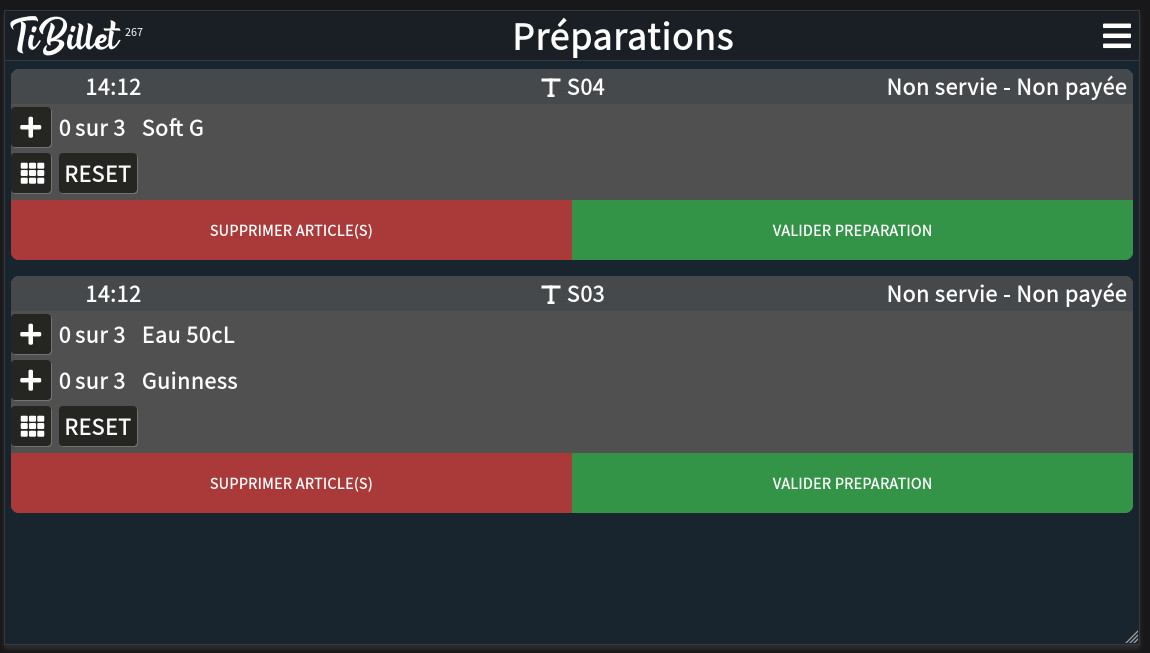 TiBillet 267 Préparations
14:12 S04 Non servie - Non payée
0 sur 3 Soft G
RESET
SUPPRIMER ARTICLE(S) VALIDER PREPARATION
14:12 S03 Non servie - Non payée
0 sur 3 Eau 50cL
0 sur 3 Guinness
RESET
SUPPRIMER ARTICLE(S) VALIDER PREPARATION